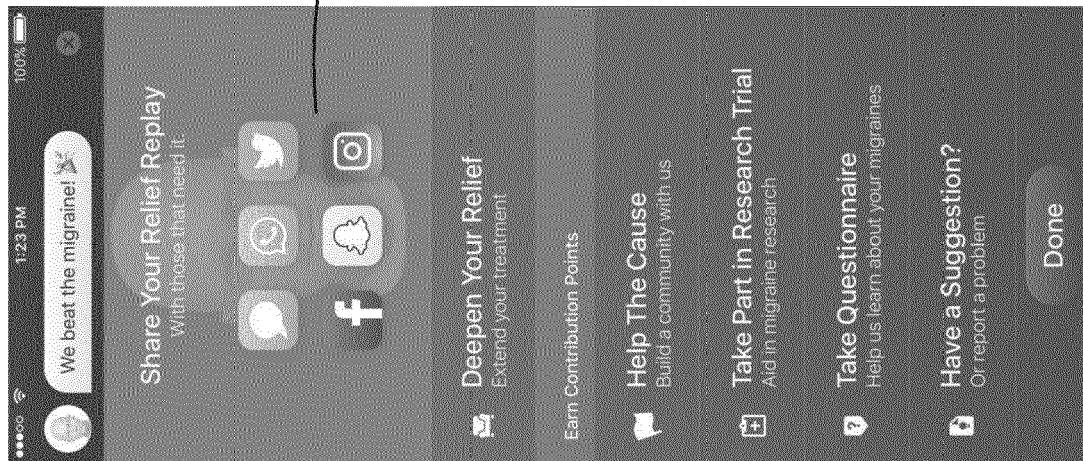 1:23 PM
100%
We beat the migraine! 🎉
Share Your Relief Replay
With those that need it.
Deepen Your Relief
Extend your treatment
Earn Contribution Points
Help The Cause
Build a community with us
Take Part in Research Trial
Aid in migraine research
Take Questionnaire
Help us learn about your migraines
Have a Suggestion?
Or report a problem
Done